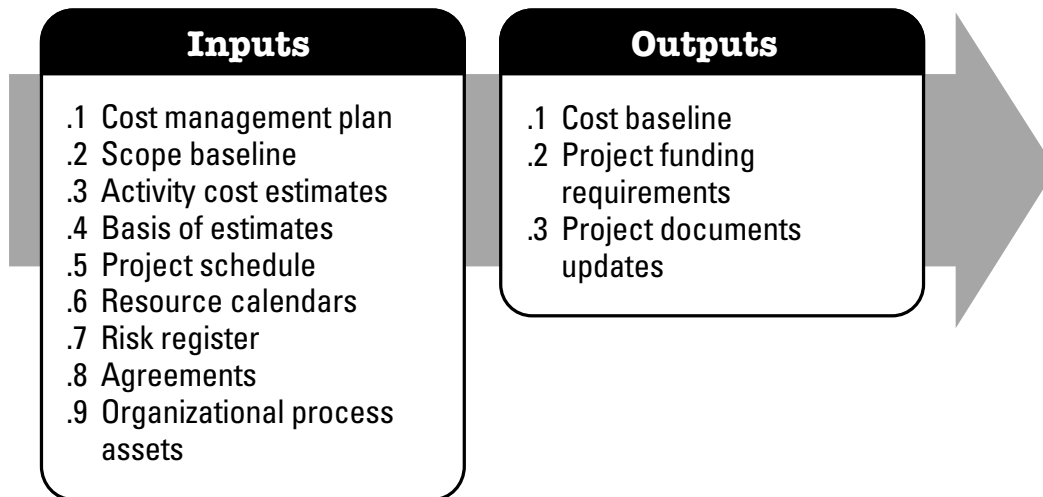 Inputs
.1 Cost management plan
.2 Scope baseline
.3 Activity cost estimates
.4 Basis of estimates
.5 Project schedule
.6 Resource calendars
.7 Risk register
.8 Agreements
.9 Organizational process
assets
Outputs
.1 Cost baseline
.2 Project funding
requirements
.3 Project documents
updates